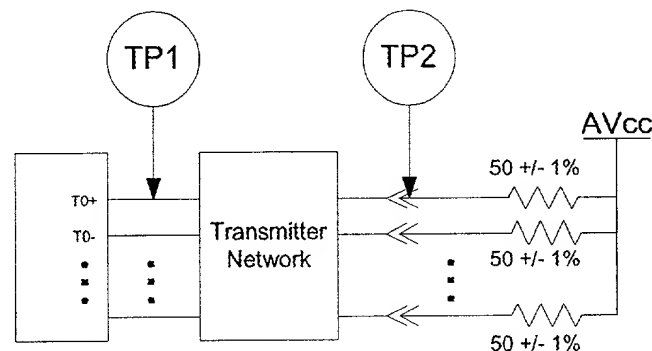 TP1
TP2
AVcc
50 +/- 1%
T0+
50 +/- 1%
T0-
Transmitter
Network
50 +/- 1%